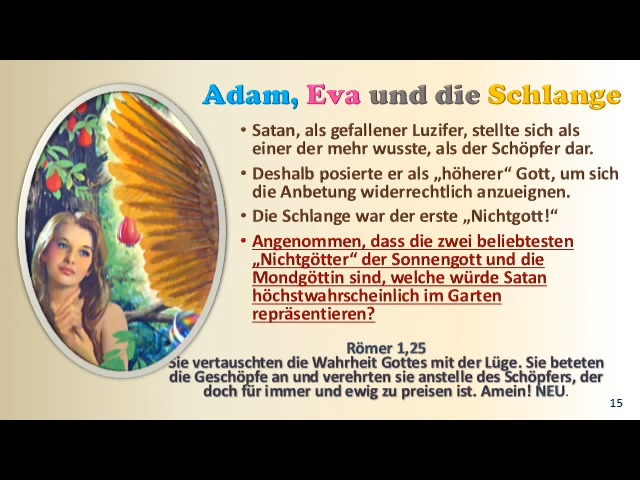 Adam, Eva und die Schlange
• Satan, als gefallener Luzifer, stellte sich als
einer der mehr wusste, als der Schöpfer dar.
• Deshalb posierte er als „höherer“ Gott, um sich
die Anbetung widerrechtlich anzueignen.
• Die Schlange war der erste „Nichtgott!“
• Angenommen, dass die zwei beliebtesten
„Nichtgötter“ der Sonnengott und die
Mondgöttin sind, welche würde Satan
höchstwahrscheinlich im Garten
repräsentieren?
Römer 1,25
Sie vertauschten die Wahrheit Gottes mit der Lüge. Sie beteten
die Geschöpfe an und verehrten sie anstelle des Schöpfers, der
doch für immer und ewig zu preisen ist. Amein! NEU.
15